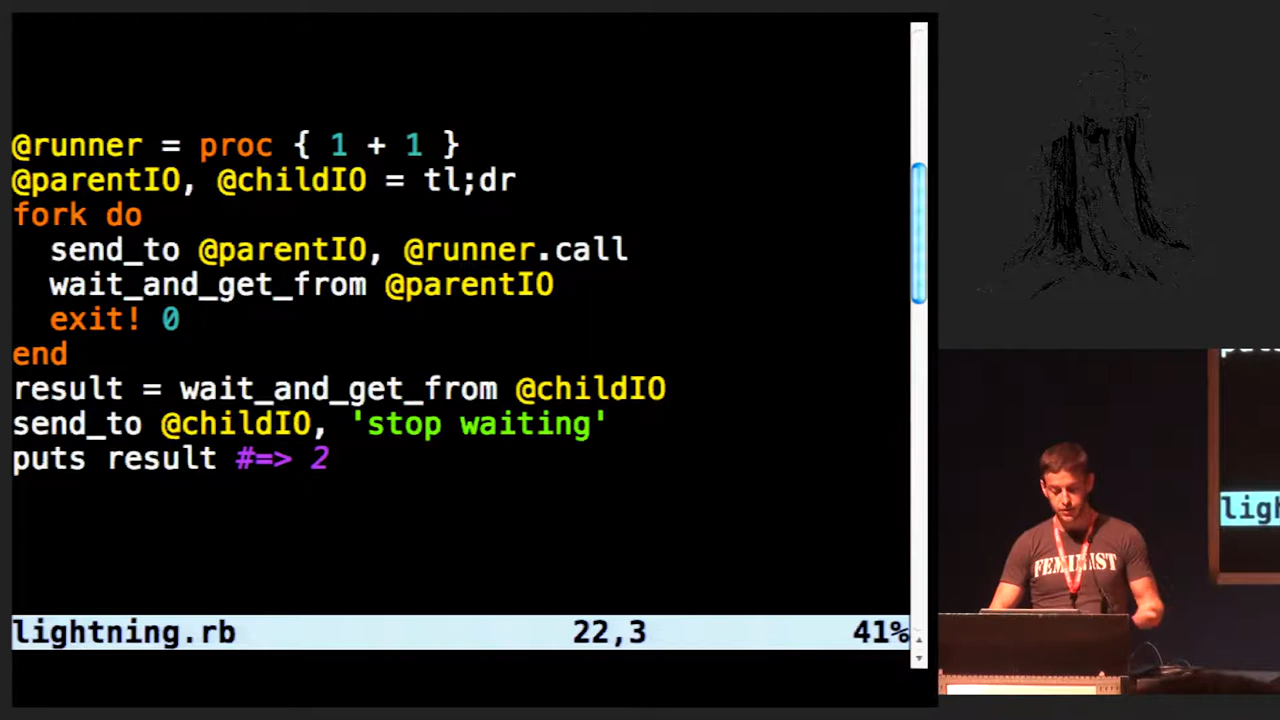 @runner = proc { 1 + 1 }
@parentIO, @childIO = tl;dr
fork do
  send_to @parentIO, @runner.call
  wait_and_get_from @parentIO
  exit! 0
end
result = wait_and_get_from @childIO
send_to @childIO, 'stop waiting'
puts result #=> 2
lightning.rb 22,3 41%
FEMINIST
ligh